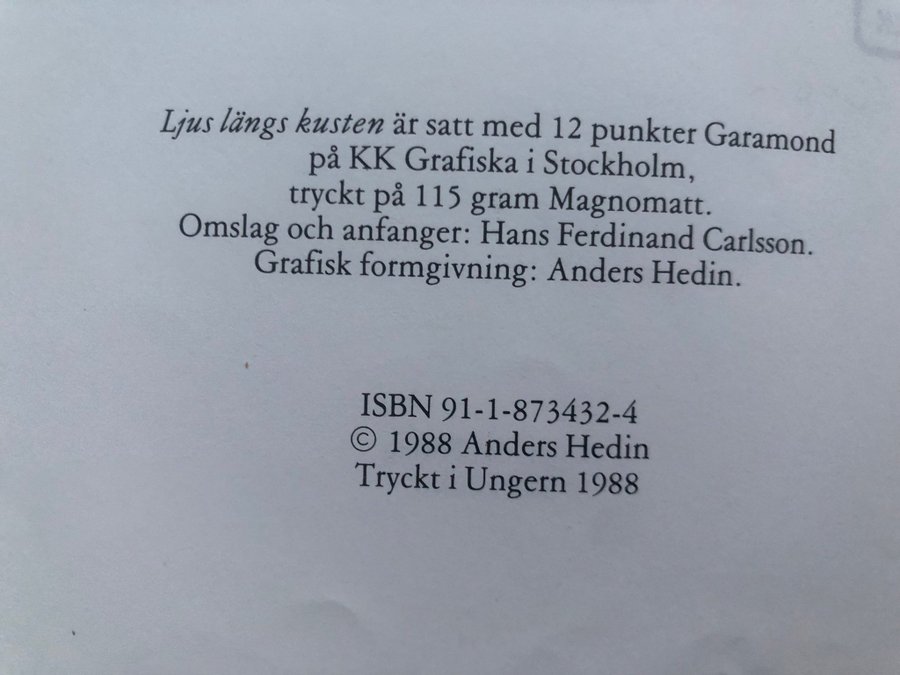 Ljus längs kusten är satt med 12 punkter Garamond
på KK Grafiska i Stockholm,
tryckt på 115 gram Magnomatt.
Omslag och anfanger: Hans Ferdinand Carlsson.
Grafisk formgivning: Anders Hedin.
ISBN 91-1-873432-4
© 1988 Anders Hedin
Tryckt i Ungern 1988